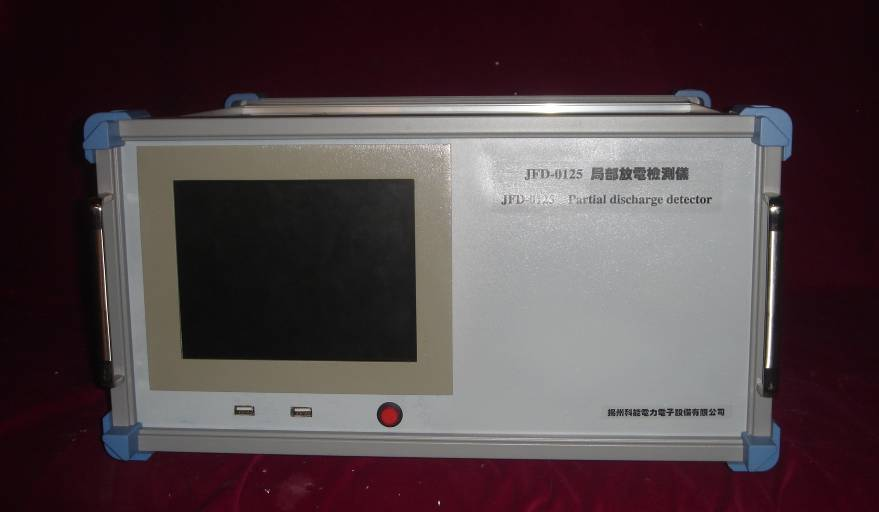 JFD-0125 局部放電檢測儀
JFD-0125 Partial discharge detector
揚州科能電力電子設備有限公司